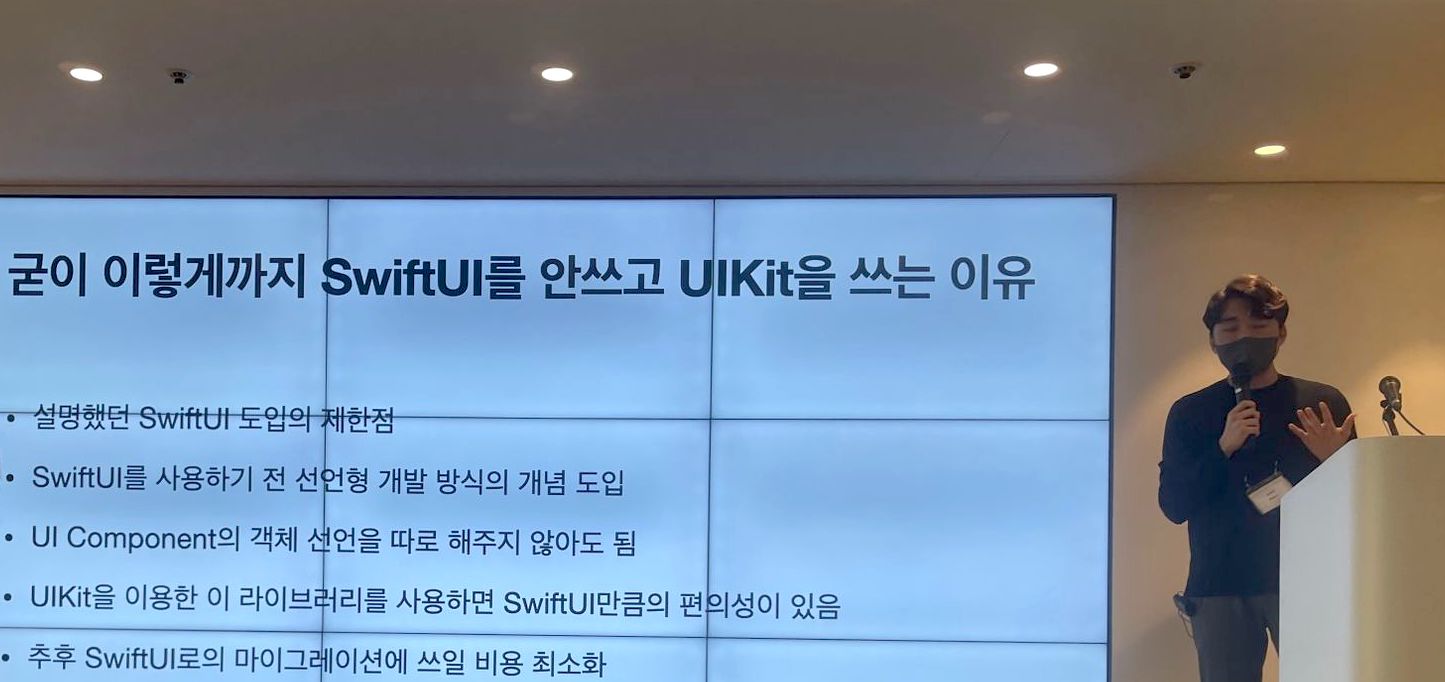 굳이 이렇게까지 SwiftUI를 안쓰고 UIKit을 쓰는 이유
• 설명했던 SwiftUI 도입의 제한점
• SwiftUI를 사용하기 전 선언형 개발 방식의 개념 도입
• UI Component의 객체 선언을 따로 해주지 않아도 됨
• UIKit을 이용한 이 라이브러리를 사용하면 SwiftUI만큼의 편의성이 있음
• 추후 SwiftUI로의 마이그레이션에 쓰일 비용 최소화